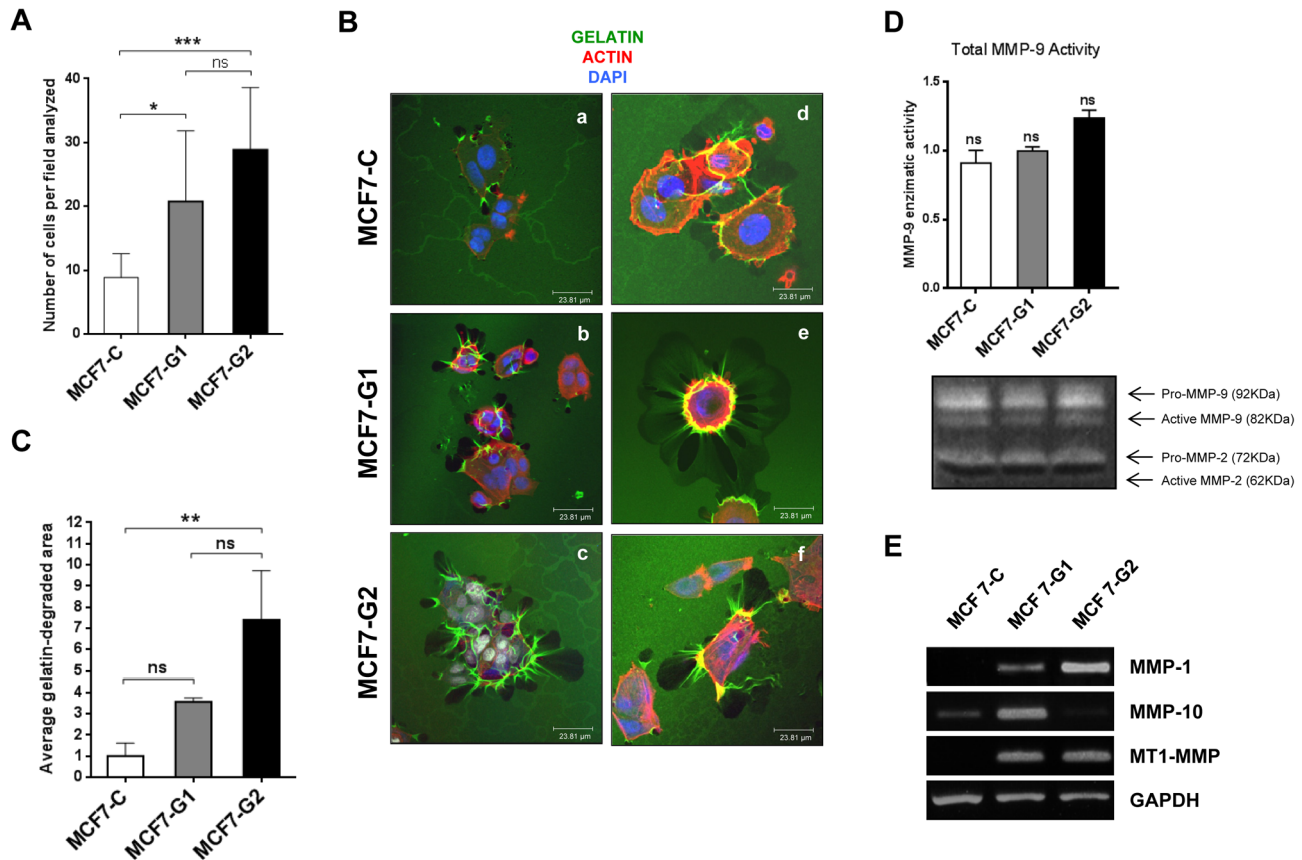 A
***
ns
*
Number of cells per field analyzed
40
30
20
10
0
MCF7-C
MCF7-G1
MCF7-G2
B
GELATIN
ACTIN
DAPI
MCF7-C
a
23.81 µm
d
23.81 µm
MCF7-G1
b
23.81 µm
e
23.81 µm
MCF7-G2
c
23.81 µm
f
23.81 µm
C
**
ns
ns
Average gelatin-degraded area
12
11
10
9
8
7
6
5
4
3
2
1
0
MCF7-C
MCF7-G1
MCF7-G2
D
Total MMP-9 Activity
MMP-9 enzimatic activity
1.5
1.0
0.5
0.0
ns
ns
ns
MCF7-C
MCF7-G1
MCF7-G2
Pro-MMP-9 (92KDa)
Active MMP-9 (82KDa)
Pro-MMP-2 (72KDa)
Active MMP-2 (62KDa)
E
MCF 7-C
MCF 7-G1
MCF 7-G2
MMP-1
MMP-10
MT1-MMP
GAPDH